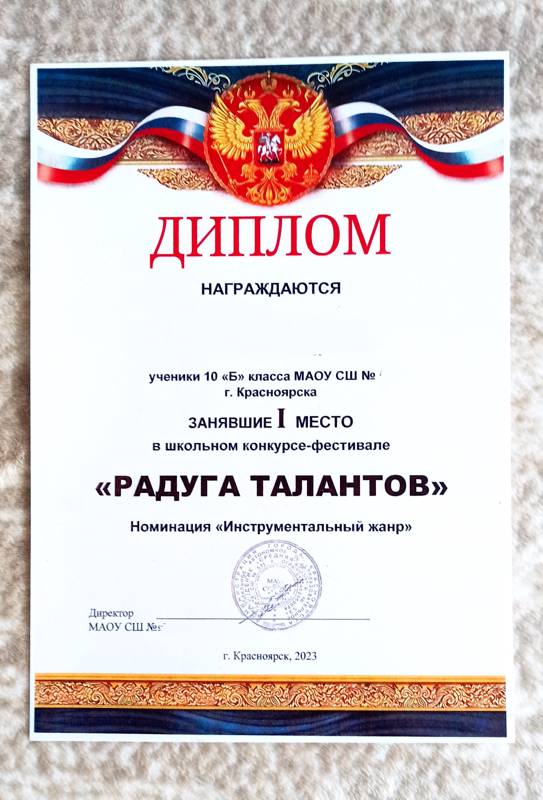 ДИПЛОМ
НАГРАЖДАЮТСЯ
ученики 10 «Б» класса МАОУ СШ №
г. Красноярска
ЗАНЯВШИЕ I МЕСТО
в школьном конкурсе-фестивале
«РАДУГА ТАЛАНТОВ»
Номинация «Инструментальный жанр»
Директор
МАОУ СШ №
г. Красноярск, 2023